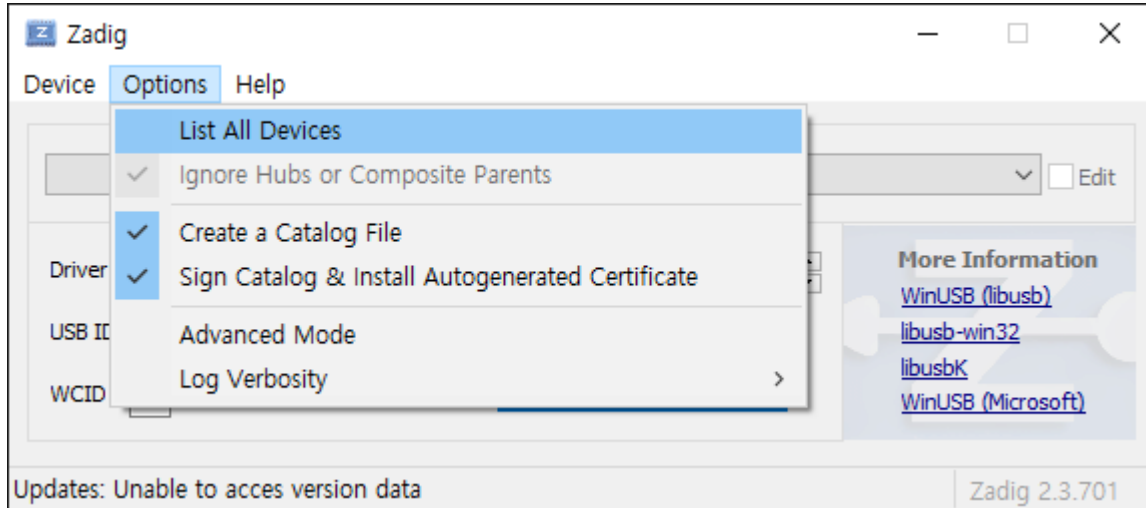 Zadig
Device Options Help
List All Devices
Ignore Hubs or Composite Parents
Edit
Create a Catalog File
Sign Catalog & Install Autogenerated Certificate
Advanced Mode
Log Verbosity
Driver
USB ID
WCID
More Information
WinUSB (libusb)
libusb-win32
libusbK
WinUSB (Microsoft)
Updates: Unable to acces version data
Zadig 2.3.701